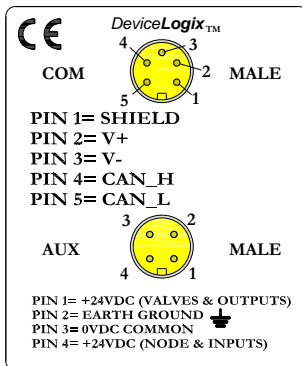 CE DeviceLogix™
3
4
2
COM MALE
5
1
PIN 1= SHIELD
PIN 2= V+
PIN 3= V-
PIN 4= CAN_H
PIN 5= CAN_L
3 2
AUX MALE
4 1
PIN 1= +24VDC (VALVES & OUTPUTS)
PIN 2= EARTH GROUND
PIN 3= 0VDC COMMON
PIN 4= +24VDC (NODE & INPUTS)